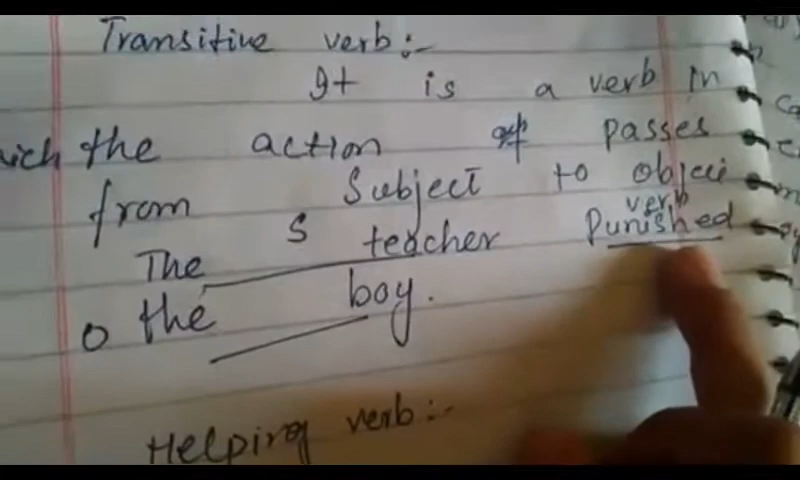 Transitive verb:-
It is a verb in
which the action passes
from Subject to object
verb
The S teacher Punished
O the boy.
Helping verb:-